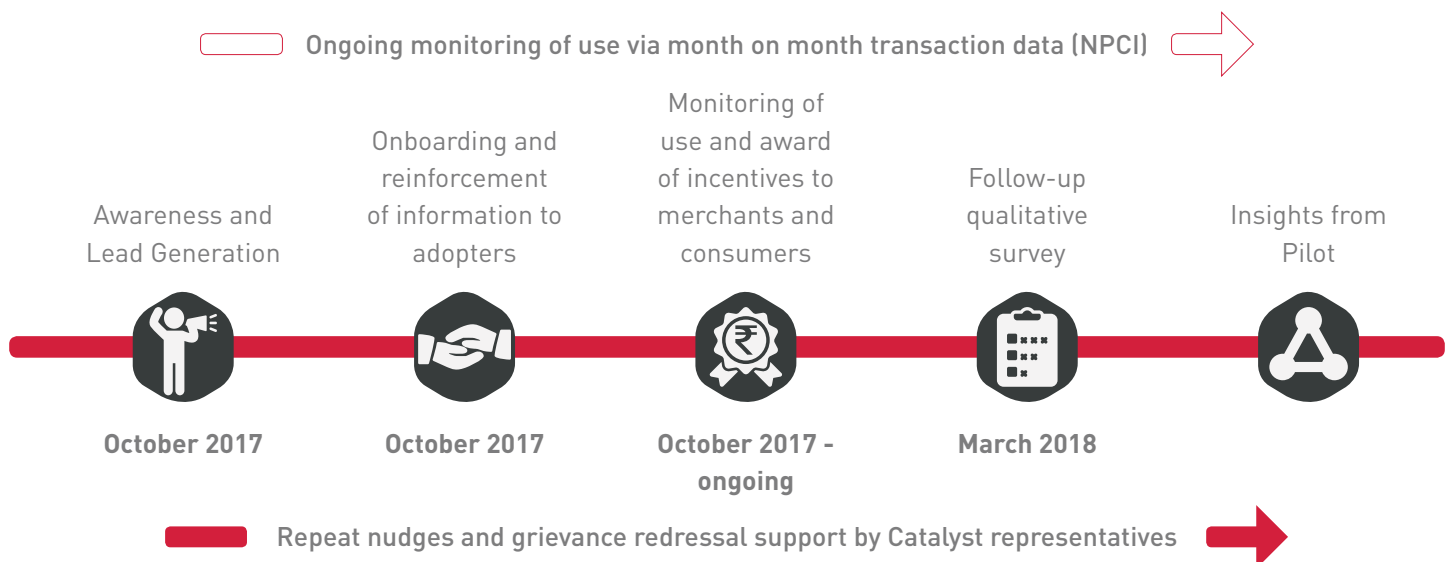 Ongoing monitoring of use via month on month transaction data (NPCI)
Awareness and
Lead Generation
Onboarding and
reinforcement
of information to
adopters
Monitoring of
use and award
of incentives to
merchants and
consumers
Follow-up
qualitative
survey
Insights from
Pilot
₹
October 2017
October 2017
October 2017 -
ongoing
March 2018
Repeat nudges and grievance redressal support by Catalyst representatives